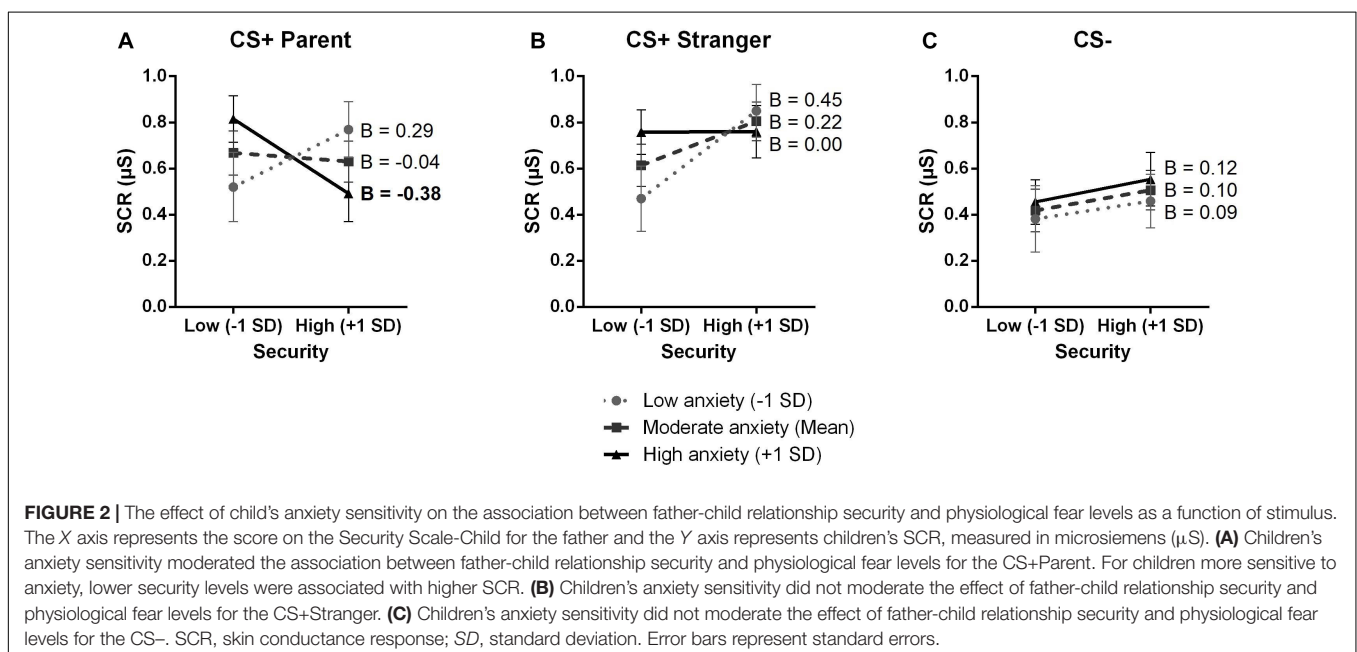 A CS+ Parent
SCR (µS)
1.0
0.8
0.6
0.4
0.2
0.0
B = 0.29
B = -0.04
B = -0.38
Low (-1 SD) High (+1 SD)
Security
B CS+ Stranger
SCR (µS)
1.0
0.8
0.6
0.4
0.2
0.0
B = 0.45
B = 0.22
B = 0.00
Low (-1 SD) High (+1 SD)
Security
C CS-
SCR (µS)
1.0
0.8
0.6
0.4
0.2
0.0
B = 0.12
B = 0.10
B = 0.09
Low (-1 SD) High (+1 SD)
Security
Low anxiety (-1 SD)
Moderate anxiety (Mean)
High anxiety (+1 SD)
FIGURE 2 | The effect of child's anxiety sensitivity on the association between father-child relationship security and physiological fear levels as a function of stimulus.
The X axis represents the score on the Security Scale-Child for the father and the Y axis represents children's SCR, measured in microsiemens (µS). (A) Children's
anxiety sensitivity moderated the association between father-child relationship security and physiological fear levels for the CS+Parent. For children more sensitive to
anxiety, lower security levels were associated with higher SCR. (B) Children's anxiety sensitivity did not moderate the effect of father-child relationship security and
physiological fear levels for the CS+Stranger. (C) Children's anxiety sensitivity did not moderate the effect of father-child relationship security and physiological fear
levels for the CS–. SCR, skin conductance response; SD, standard deviation. Error bars represent standard errors.